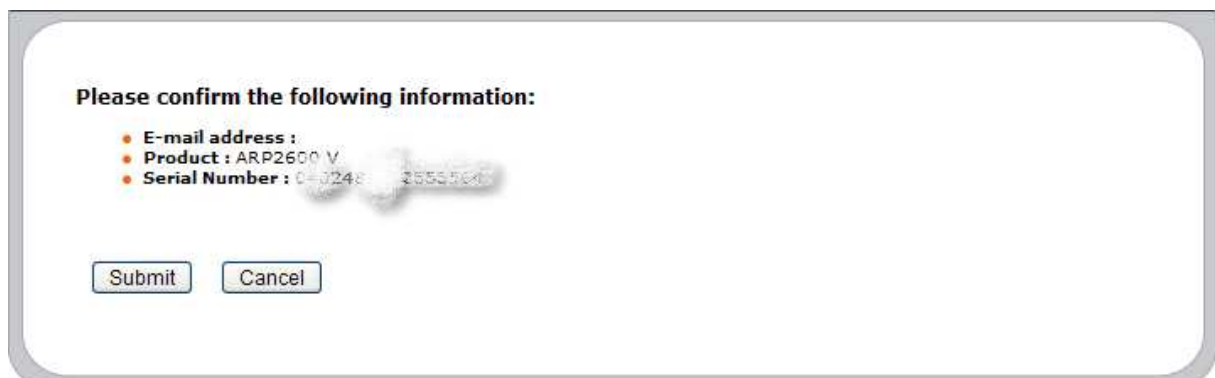 Please confirm the following information:
E-mail address :
Product : ARP2600 V
Serial Number :
Submit Cancel